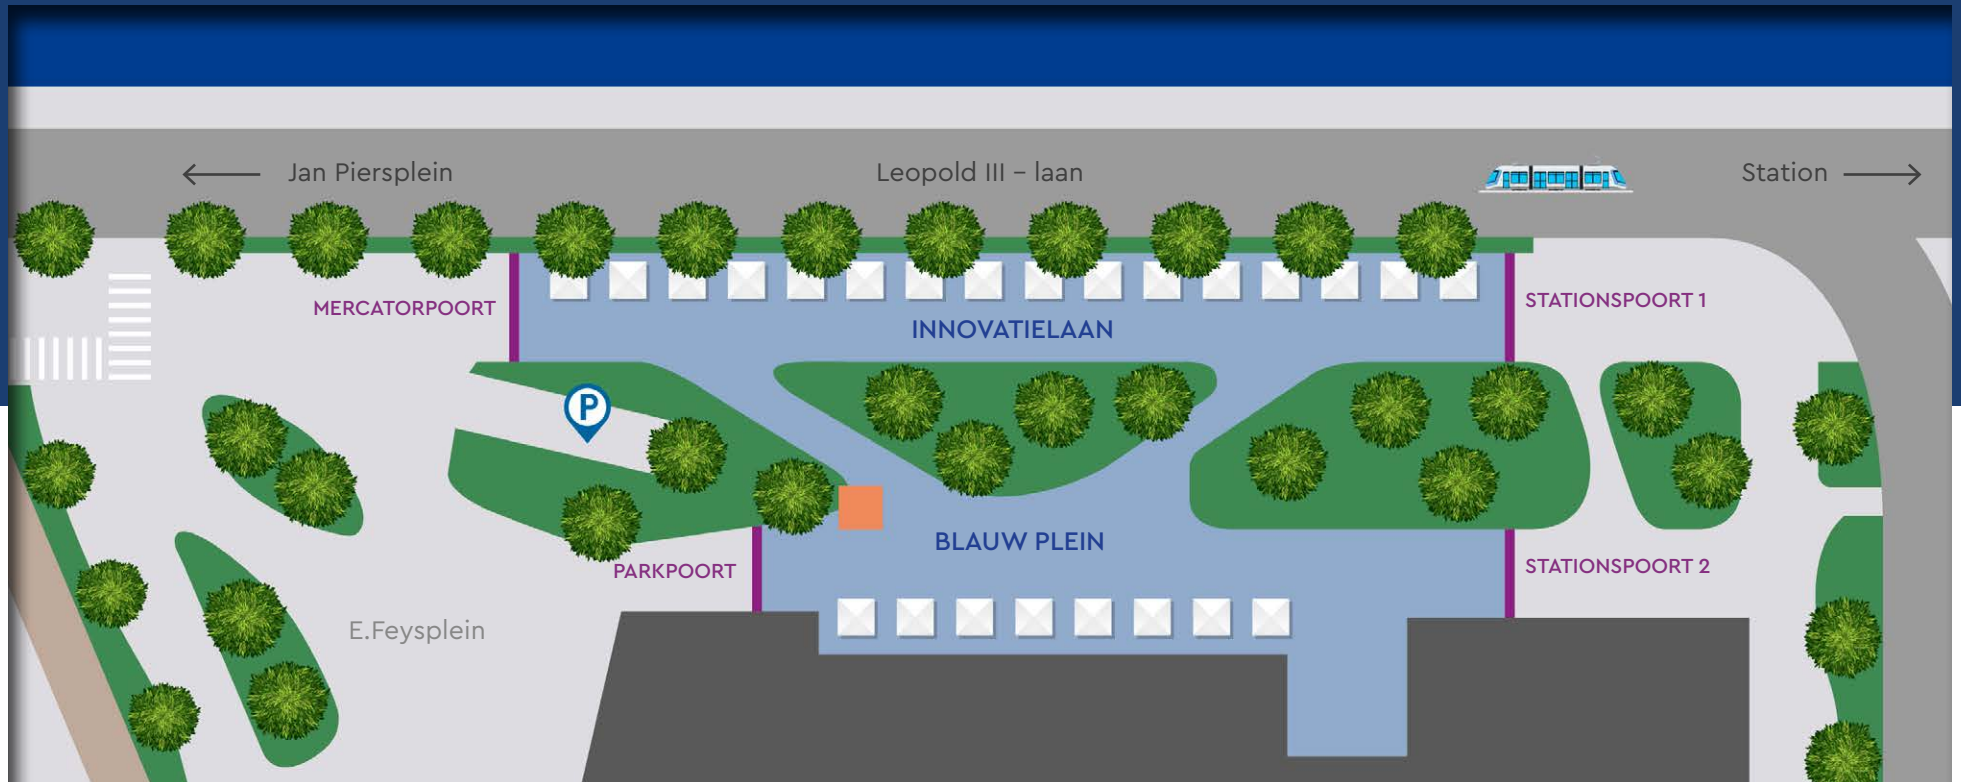 Jan Piersplein
Leopold III – laan
Station
MERCATORPOORT
STATIONSPOORT 1
INNOVATIELAAN
P
BLAUW PLEIN
PARKPOORT
STATIONSPOORT 2
E.Feysplein